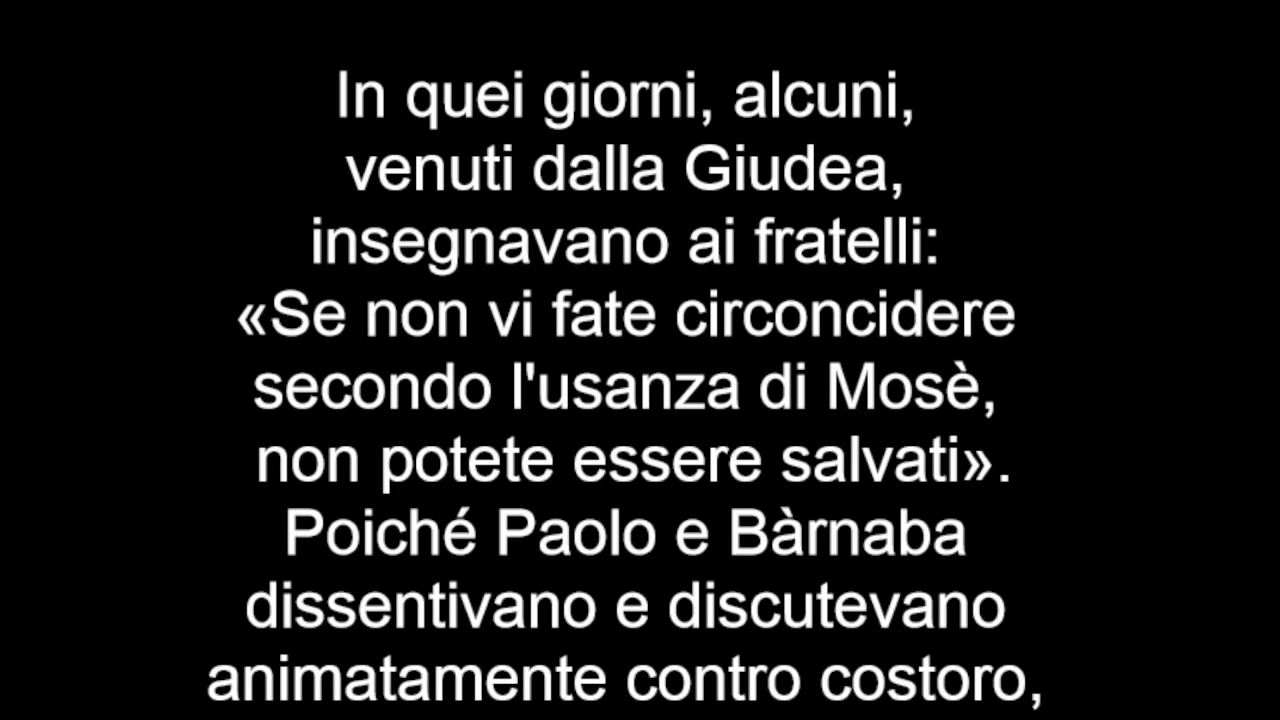 In quei giorni, alcuni,
venuti dalla Giudea,
insegnavano ai fratelli:
«Se non vi fate circoncidere
secondo l'usanza di Mosè,
non potete essere salvati».
Poiché Paolo e Bàrnaba
dissentivano e discutevano
animatamente contro costoro,